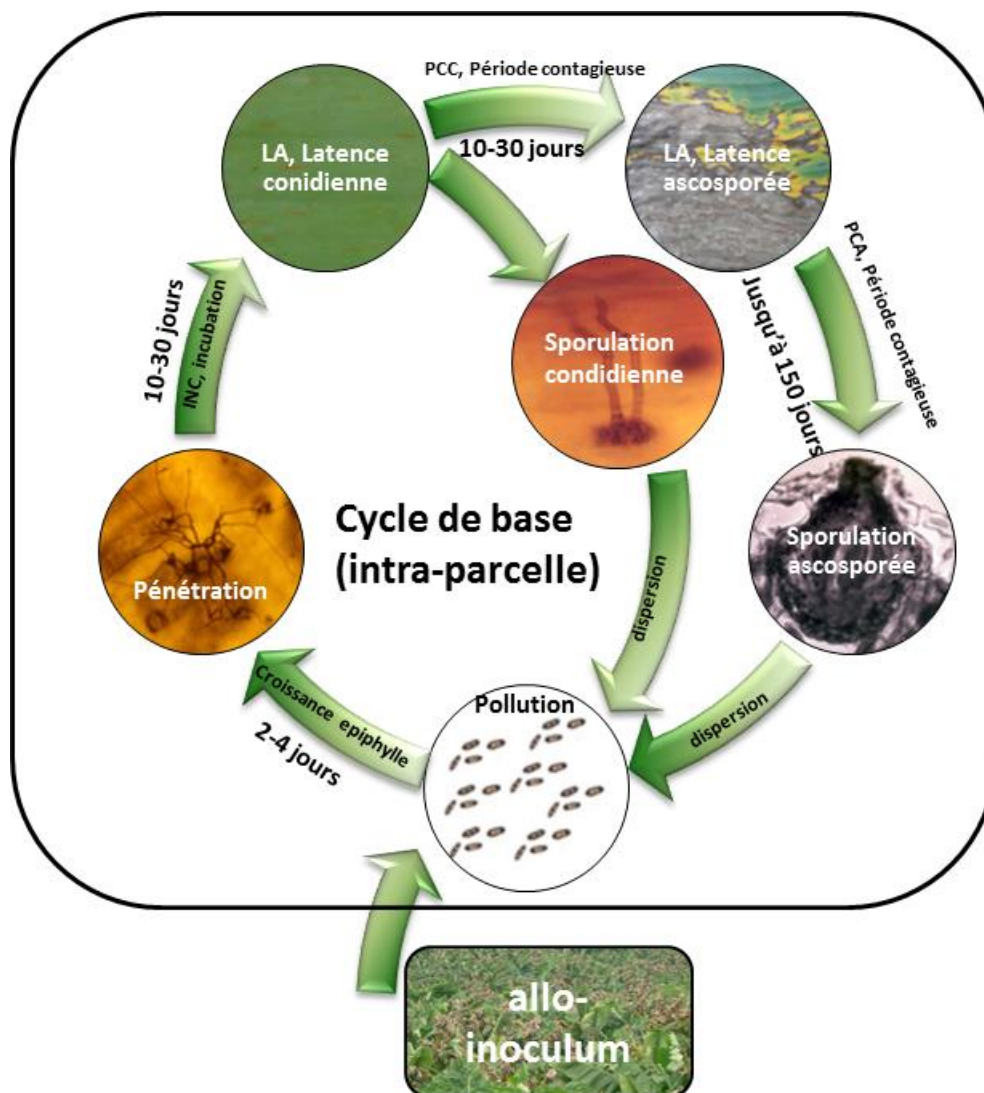 PCC, Période contagieuse
10-30 jours
LA, Latence
conidienne
LA, Latence
ascosporée
PCA, Période contagieuse
Jusqu'à 150 jours
10-30 jours
INC, incubation
Sporulation
condidienne
Sporulation
ascosporée
Pénétration
Cycle de base
(intra-parcelle)
dispersion
dispersion
Pollution
Croissance epiphylle
2-4 jours
allo-
inoculum